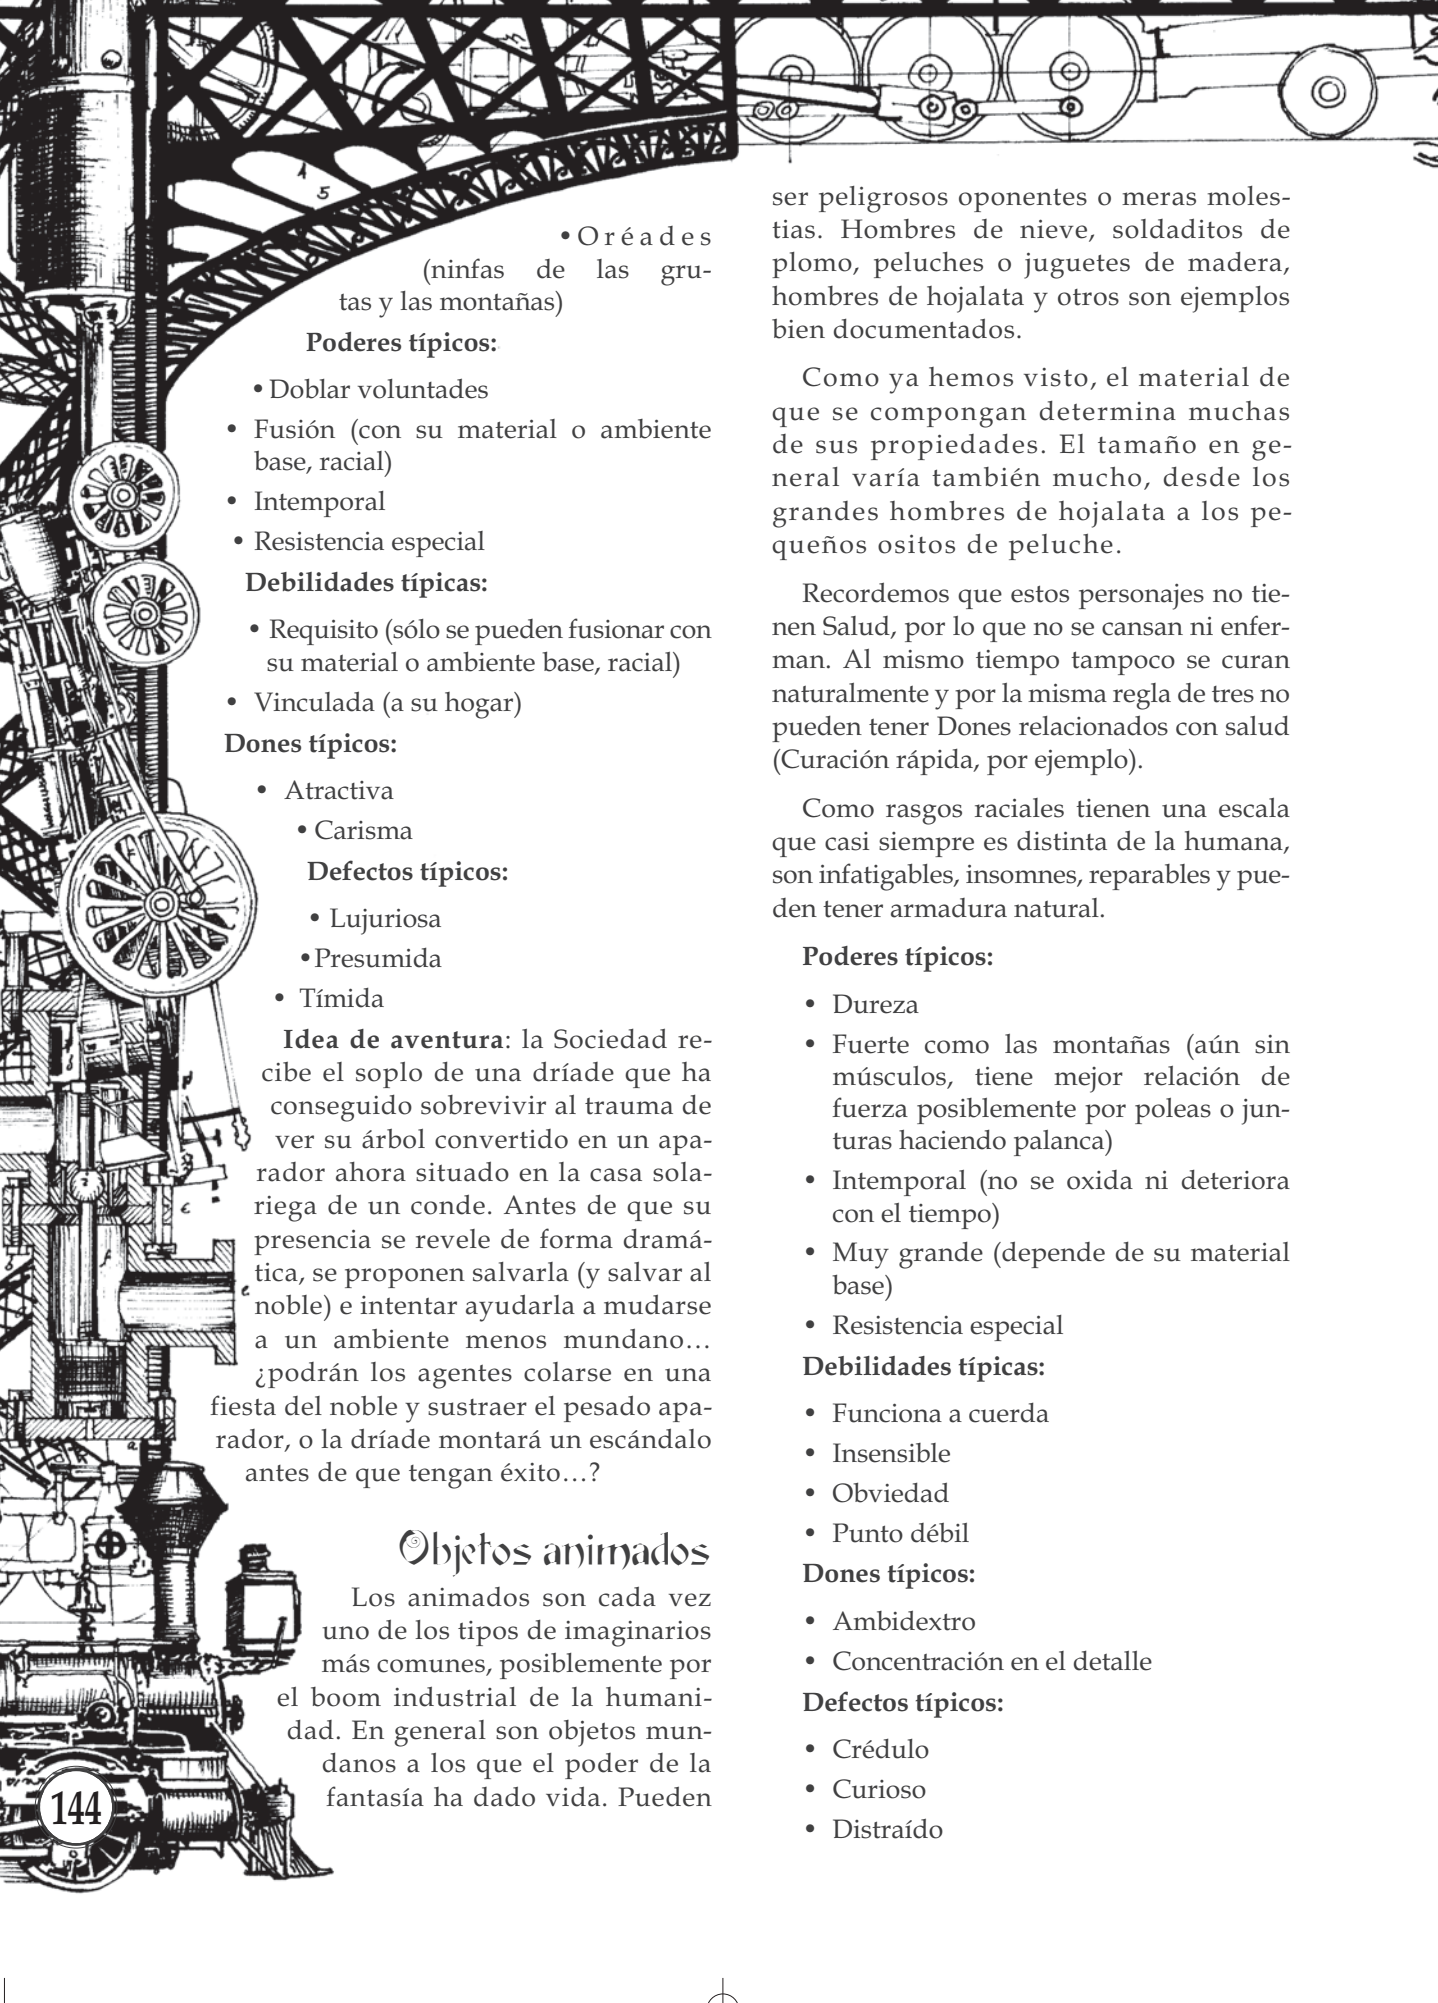 • Oréades
(ninfas de las gru-
tas y las montañas)
Poderes típicos:
• Doblar voluntades
• Fusión (con su material o ambiente
base, racial)
• Intemporal
• Resistencia especial
Debilidades típicas:
• Requisito (sólo se pueden fusionar con
su material o ambiente base, racial)
• Vinculada (a su hogar)
Dones típicos:
• Atractiva
• Carisma
Defectos típicos:
• Lujuriosa
• Presumida
• Tímida
Idea de aventura: la Sociedad re-
cibe el soplo de una dríade que ha
conseguido sobrevivir al trauma de
ver su árbol convertido en un apa-
rador ahora situado en la casa sola-
riega de un conde. Antes de que su
presencia se revele de forma dramá-
tica, se proponen salvarla (y salvar al
noble) e intentar ayudarla a mudarse
a un ambiente menos mundano…
¿podrán los agentes colarse en una
fiesta del noble y sustraer el pesado apa-
rador, o la dríade montará un escándalo
antes de que tengan éxito…?
Objetos animados
Los animados son cada vez
uno de los tipos de imaginarios
más comunes, posiblemente por
el boom industrial de la humani-
dad. En general son objetos mun-
danos a los que el poder de la
fantasía ha dado vida. Pueden
ser peligrosos oponentes o meras moles-
tias. Hombres de nieve, soldaditos de
plomo, peluches o juguetes de madera,
hombres de hojalata y otros son ejemplos
bien documentados.
Como ya hemos visto, el material de
que se compongan determina muchas
de sus propiedades. El tamaño en ge-
neral varía también mucho, desde los
grandes hombres de hojalata a los pe-
queños ositos de peluche.
Recordemos que estos personajes no tie-
nen Salud, por lo que no se cansan ni enfer-
man. Al mismo tiempo tampoco se curan
naturalmente y por la misma regla de tres no
pueden tener Dones relacionados con salud
(Curación rápida, por ejemplo).
Como rasgos raciales tienen una escala
que casi siempre es distinta de la humana,
son infatigables, insomnes, reparables y pue-
den tener armadura natural.
Poderes típicos:
• Dureza
• Fuerte como las montañas (aún sin
músculos, tiene mejor relación de
fuerza posiblemente por poleas o jun-
turas haciendo palanca)
• Intemporal (no se oxida ni deteriora
con el tiempo)
• Muy grande (depende de su material
base)
• Resistencia especial
Debilidades típicas:
• Funciona a cuerda
• Insensible
• Obviedad
• Punto débil
Dones típicos:
• Ambidextro
• Concentración en el detalle
Defectos típicos:
• Crédulo
• Curioso
• Distraído
144